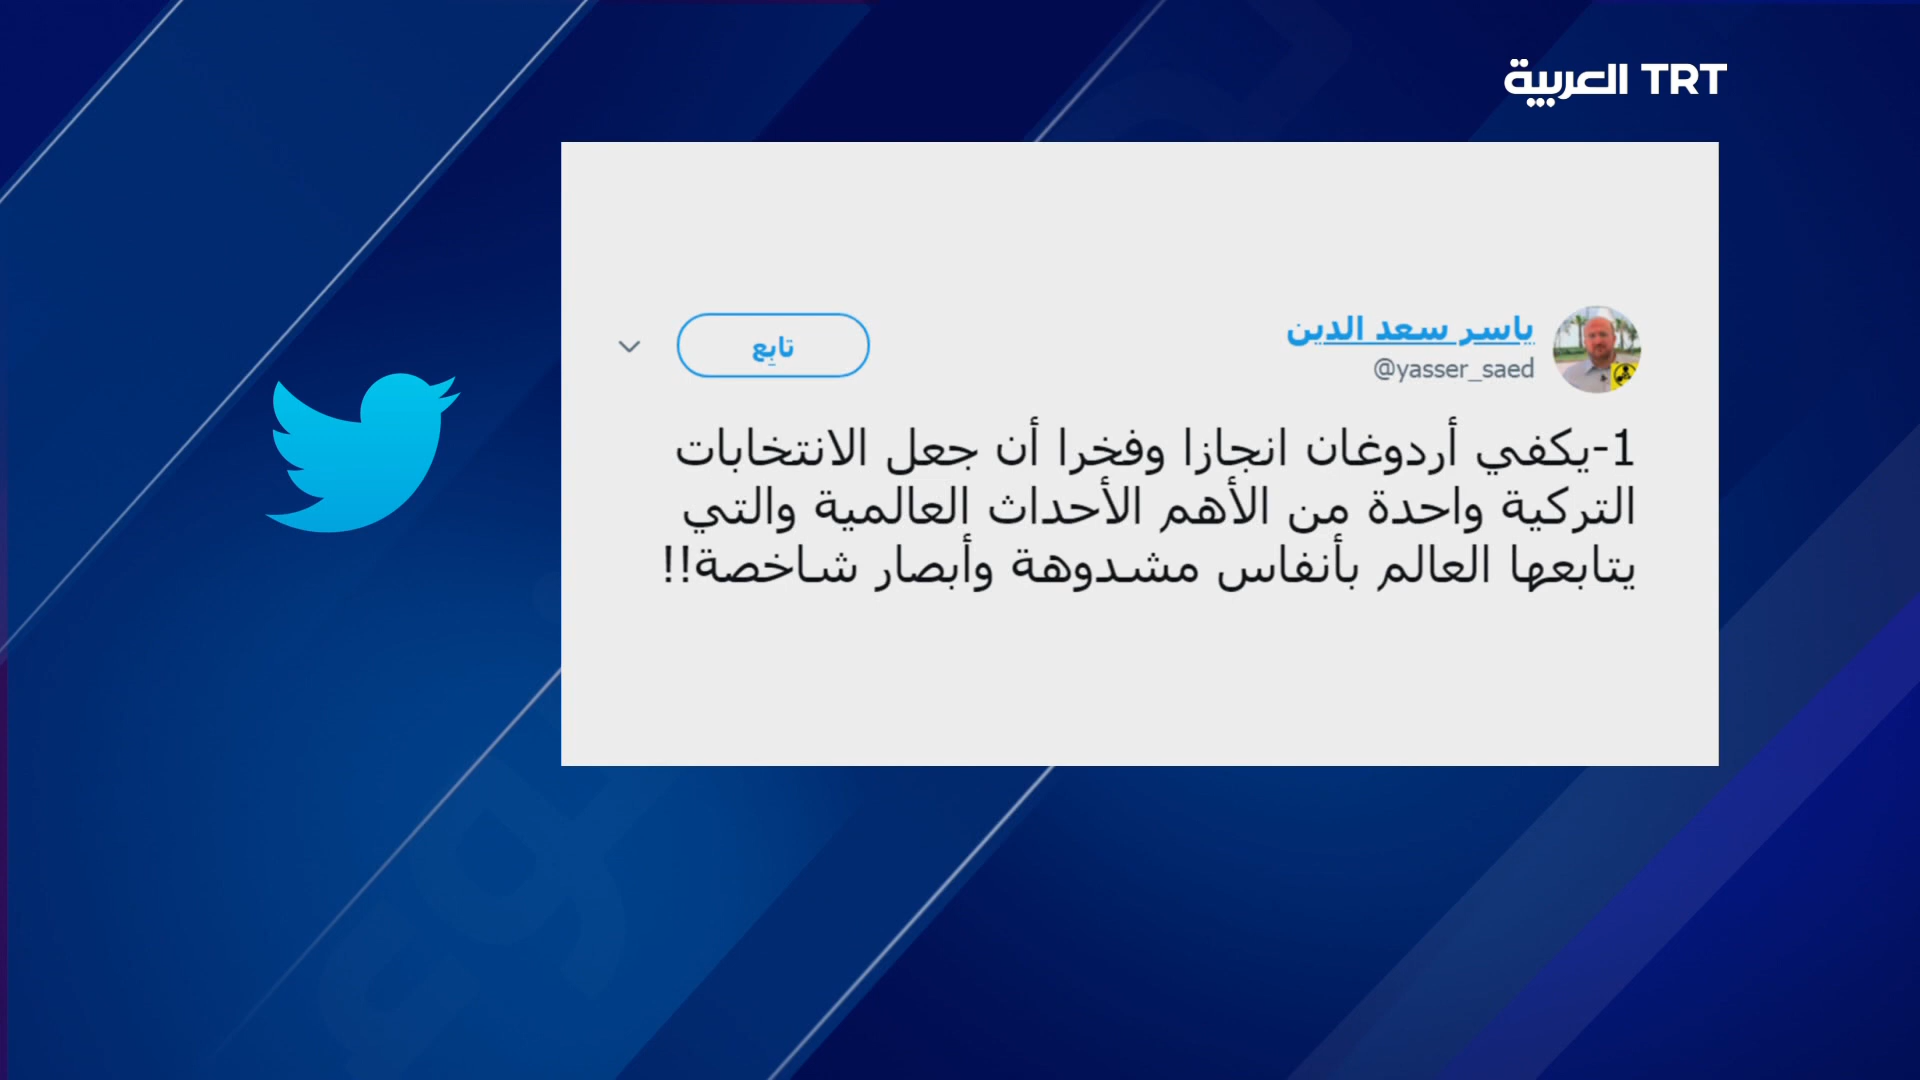 TRT العربية
ياسر سعد الدين
@yasser_saed
تابِع
1-يكفي أردوغان انجازا وفخرا أن جعل الانتخابات
التركية واحدة من الأهم الأحداث العالمية والتي
يتابعها العالم بأنفاس مشدوهة وأبصار شاخصة!!